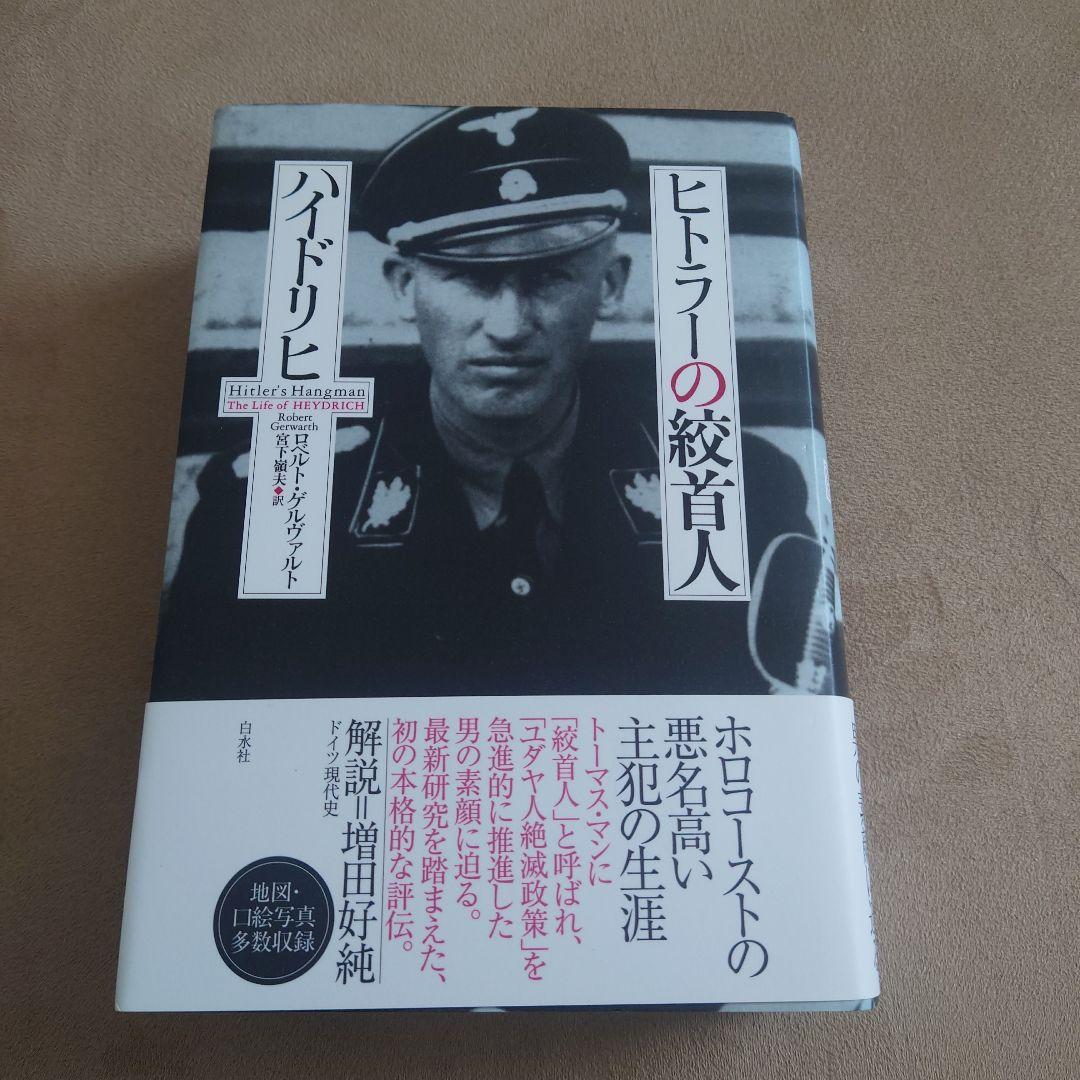 ヒトラーの絞首人
ハイドリヒ
Hitler's Hangman
The Life of HEYDRICH
Robert
Gerwarth
ロベルト・ゲルヴァルト
宮下嶺夫◆訳
ホロコーストの
悪名高い
主犯の生涯
トーマス・マンに
「絞首人」と呼ばれ、
「ユダヤ人絶滅政策」を
急進的に推進した
男の素顔に迫る。
最新研究を踏まえた、
初の本格的な評伝。
解説＝増田好純
ドイツ現代史
白水社
地図・
口絵写真
多数収録